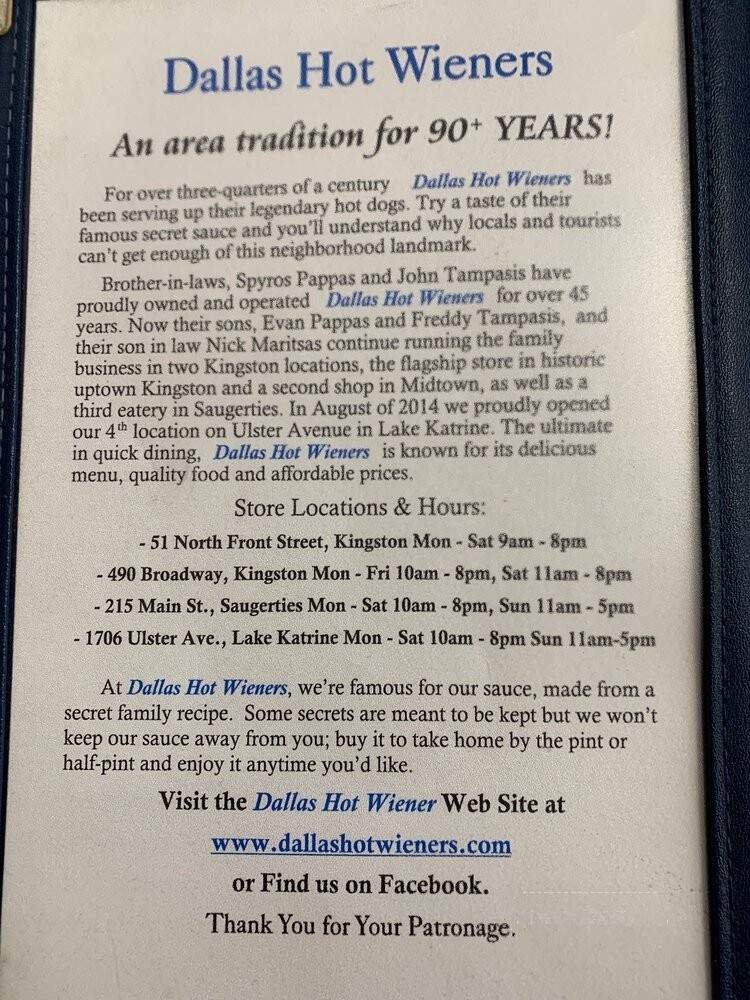 Dallas Hot Wieners
An area tradition for 90+ YEARS!
For over three-quarters of a century Dallas Hot Wieners has
been serving up their legendary hot dogs. Try a taste of their
famous secret sauce and you'll understand why locals and tourists
can't get enough of this neighborhood landmark.
Brother-in-laws, Spyros Pappas and John Tampasis have
proudly owned and operated Dallas Hot Wieners for over 45
years. Now their sons, Evan Pappas and Freddy Tampasis, and
their son in law Nick Maritsas continue running the family
business in two Kingston locations, the flagship store in historic
uptown Kingston and a second shop in Midtown, as well as a
third eatery in Saugerties. In August of 2014 we proudly opened
our 4th location on Ulster Avenue in Lake Katrine. The ultimate
in quick dining, Dallas Hot Wieners is known for its delicious
menu, quality food and affordable prices.
Store Locations & Hours:
- 51 North Front Street, Kingston Mon - Sat 9am - 8pm
- 490 Broadway, Kingston Mon - Fri 10am - 8pm, Sat 11am - 8pm
- 215 Main St., Saugerties Mon - Sat 10am - 8pm, Sun 11am - 5pm
- 1706 Ulster Ave., Lake Katrine Mon - Sat 10am - 8pm Sun 11am-5pm
At Dallas Hot Wieners, we're famous for our sauce, made from a
secret family recipe. Some secrets are meant to be kept but we won't
keep our sauce away from you; buy it to take home by the pint or
half-pint and enjoy it anytime you'd like.
Visit the Dallas Hot Wiener Web Site at
www.dallashotwieners.com
or Find us on Facebook.
Thank You for Your Patronage.